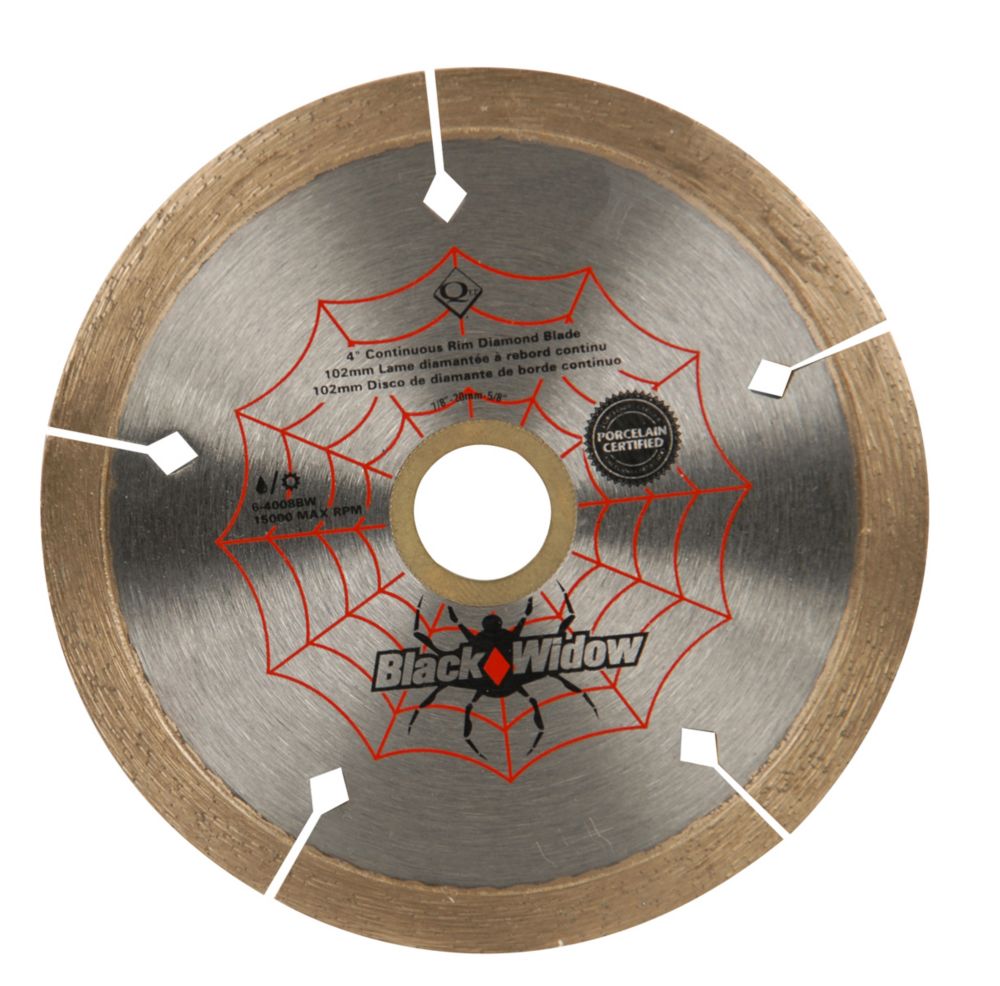 QEP
4" Continuous Rim Diamond Blade
102mm Lame diamantée à rebord continu
102mm Disco de diamante de borde continuo
7/8"-20mm-5/8"
PORCELAIN
CERTIFIED
/
6-4008BW
15000 MAX RPM
Black Widow